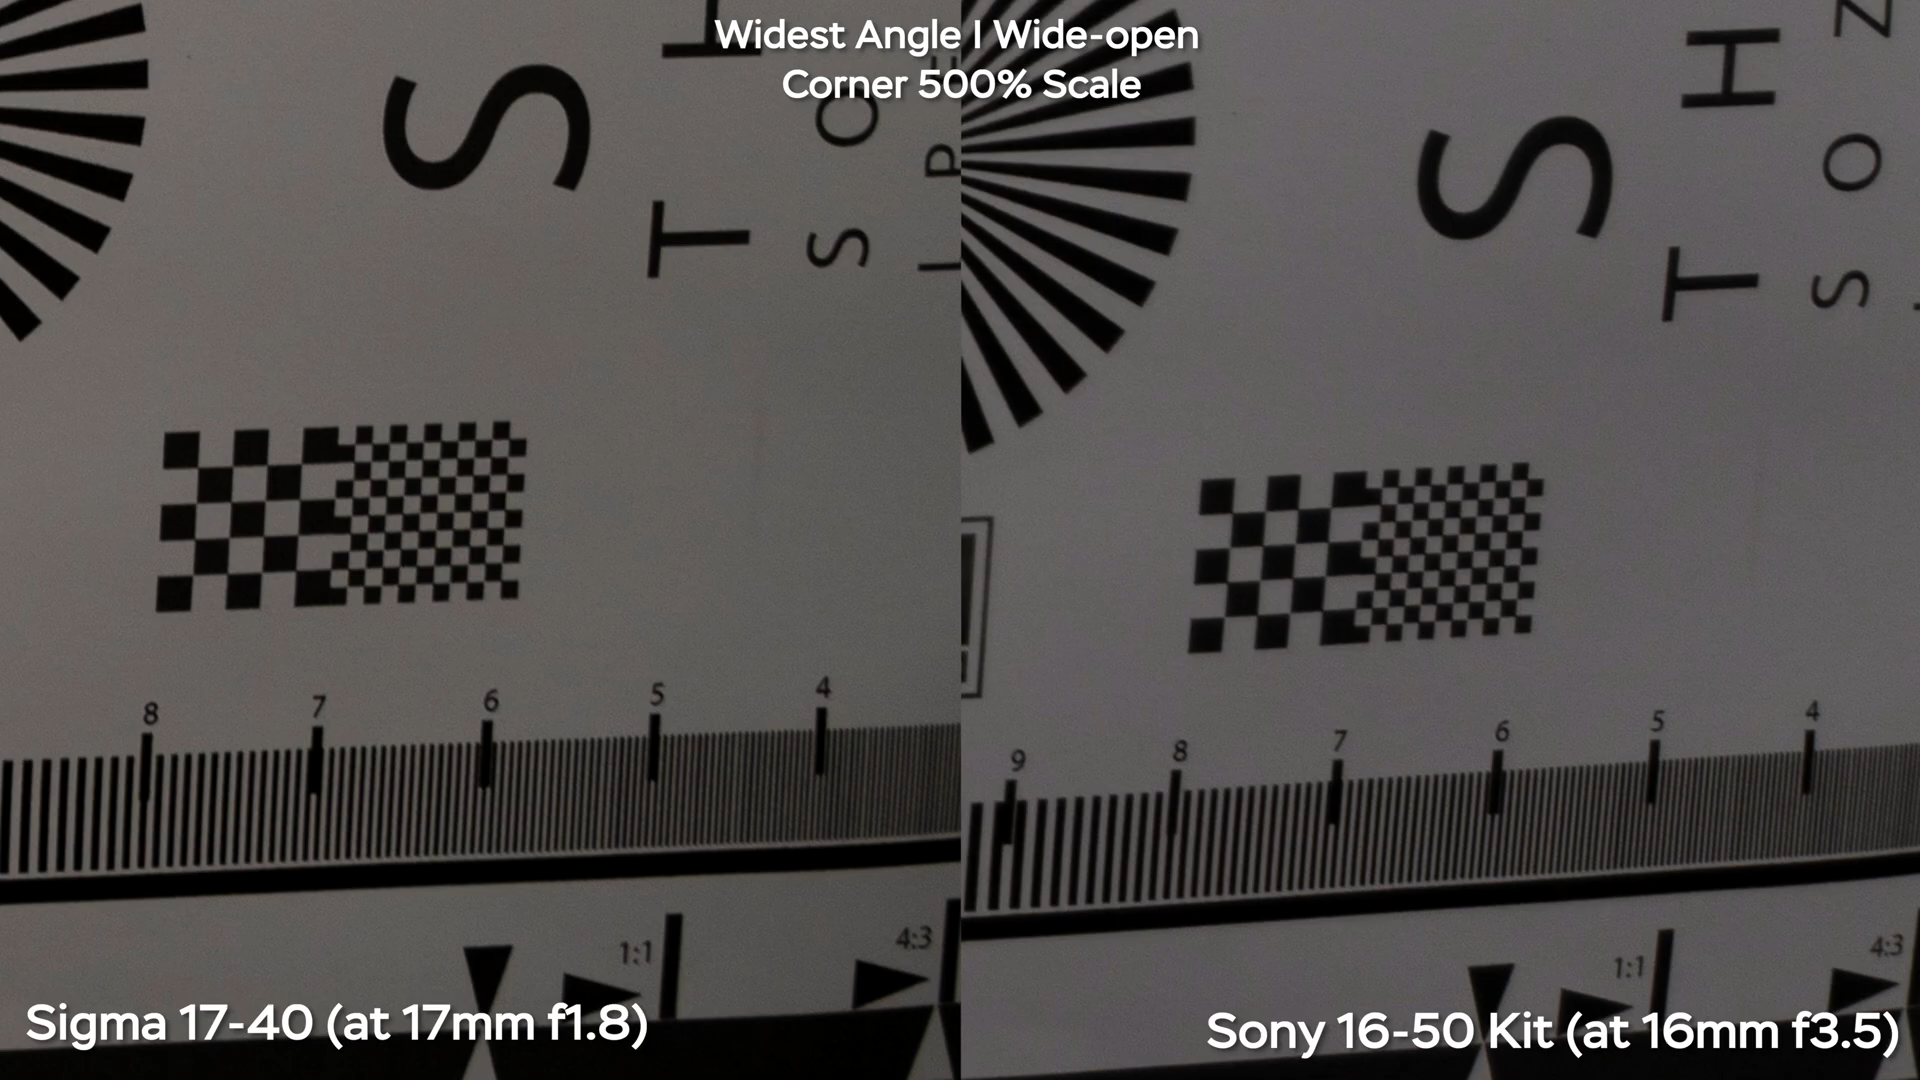 Widest Angle | Wide-open
Corner 500% Scale
S
T
S
O
P
S
H
T
O
Z
S
8 7 6 5 4
9 8 7 6 5 4
1:1
4:3
1:1
4:3
Sigma 17-40 (at 17mm f1.8)
Sony 16-50 Kit (at 16mm f3.5)